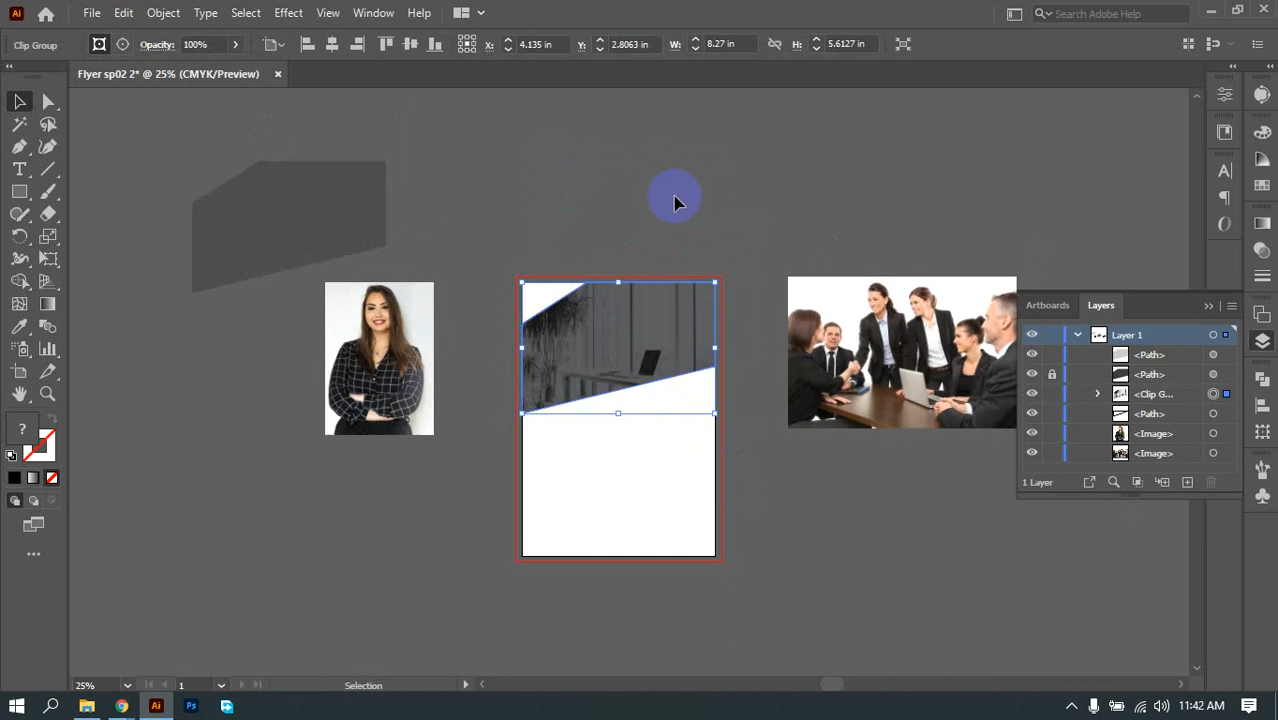 Ai File Edit Object Type Select Effect View Window Help Search Adobe Help
Clip Group Opacity: 100% X: 4.135 in Y: 2.8063 in W: 8.27 in H: 5.6127 in
Flyer sp02 2* @ 25% (CMYK/Preview)
Artboards Layers
Layer 1
<Path>
<Path>
<Clip G...
<Path>
<Image>
<Image>
1 Layer
?
25% 1 Selection
Ai Ps 11:42 AM